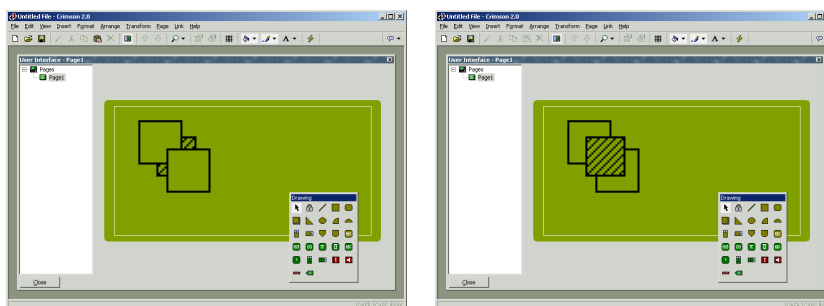 Untitled File - Crimson 2.0
File Edit View Insert Format Arrange Transform Page Link Help
User Interface - Page1
Pages
Page1
Drawing
Close
Untitled File - Crimson 2.0
File Edit View Insert Format Arrange Transform Page Link Help
User Interface - Page1
Pages
Page1
Drawing
Close